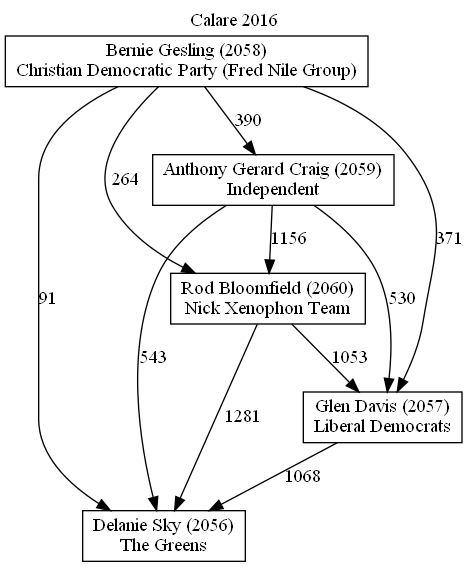 Calare 2016
Bernie Gesling (2058)
Christian Democratic Party (Fred Nile Group)
390
Anthony Gerard Craig (2059)
Independent
264
1156
371
Rod Bloomfield (2060)
Nick Xenophon Team
91
530
543
1053
Glen Davis (2057)
Liberal Democrats
1281
1068
Delanie Sky (2056)
The Greens